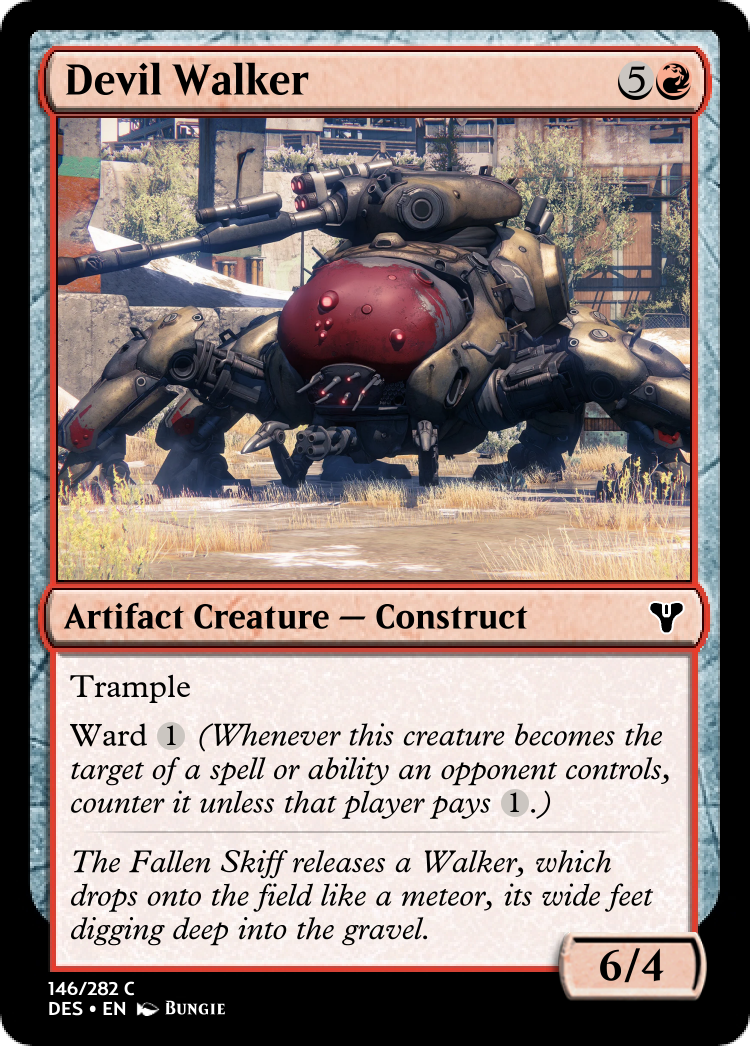 Devil Walker 5
Artifact Creature — Construct
Trample
Ward 1 (Whenever this creature becomes the
target of a spell or ability an opponent controls,
counter it unless that player pays 1.)
The Fallen Skiff releases a Walker, which
drops onto the field like a meteor, its wide feet
digging deep into the gravel.
6/4
146/282 C
DES • EN Bungie